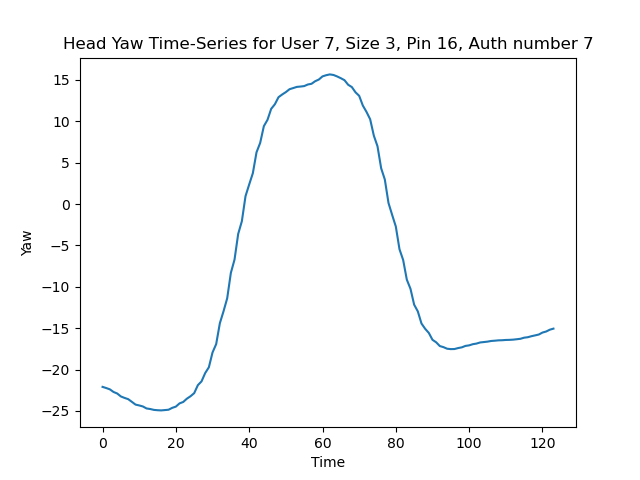 Head Yaw Time-Series for User 7, Size 3, Pin 16, Auth number 7
15
10
5
0
−5
−10
−15
−20
−25
Yaw
0 20 40 60 80 100 120
Time